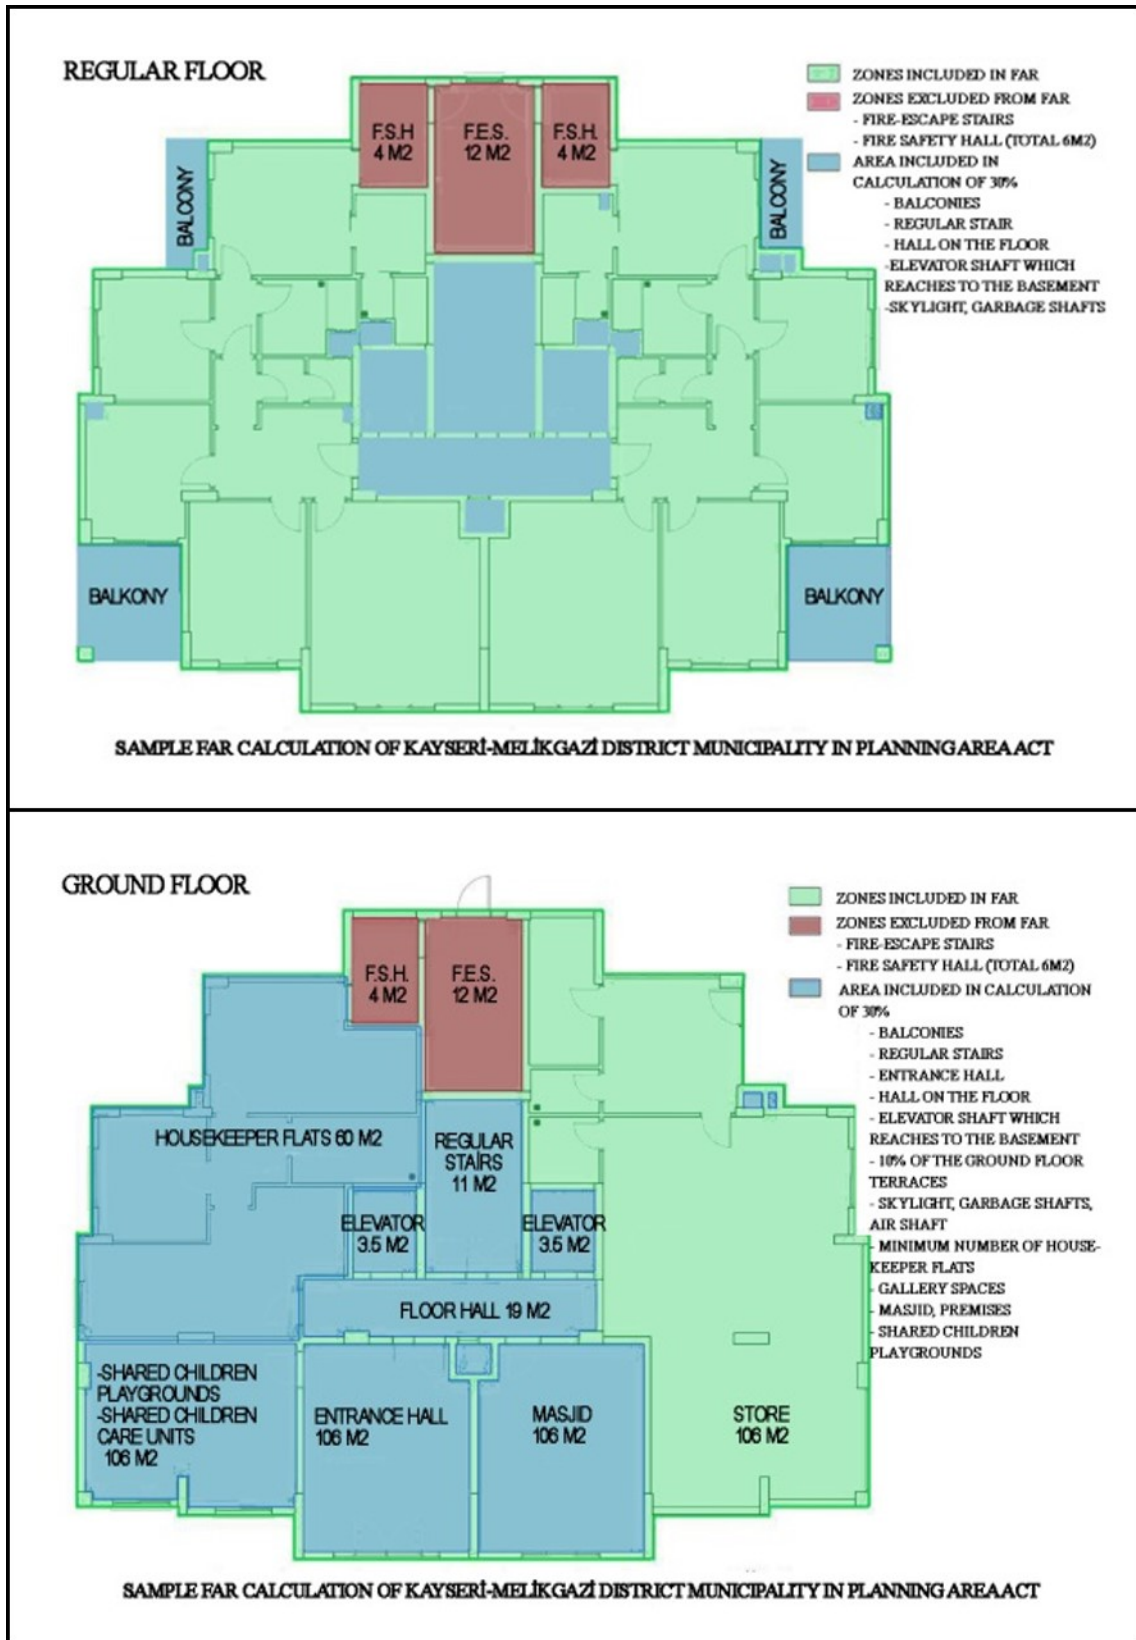 REGULAR FLOOR
ZONES INCLUDED IN FAR
ZONES EXCLUDED FROM FAR
- FIRE-ESCAPE STAIRS
- FIRE SAFETY HALL (TOTAL 6M2)
AREA INCLUDED IN
CALCULATION OF 30%
- BALCONIES
- REGULAR STAIR
- HALL ON THE FLOOR
-ELEVATOR SHAFT WHICH
REACHES TO THE BASEMENT
-SKYLIGHT, GARBAGE SHAFTS
F.S.H
4 M2
F.E.S.
12 M2
F.S.H.
4 M2
BALCONY
BALCONY
BALKONY
BALKONY
SAMPLE FAR CALCULATION OF KAYSERİ-MELİKGAZİ DISTRICT MUNICIPALITY IN PLANNING AREA ACT
GROUND FLOOR
ZONES INCLUDED IN FAR
ZONES EXCLUDED FROM FAR
- FIRE-ESCAPE STAIRS
- FIRE SAFETY HALL (TOTAL 6M2)
AREA INCLUDED IN CALCULATION
OF 30%
- BALCONIES
- REGULAR STAIRS
- ENTRANCE HALL
- HALL ON THE FLOOR
- ELEVATOR SHAFT WHICH
REACHES TO THE BASEMENT
- 10% OF THE GROUND FLOOR
TERRACES
- SKYLIGHT, GARBAGE SHAFTS,
AIR SHAFT
- MINIMUM NUMBER OF HOUSE-
KEEPER FLATS
- GALLERY SPACES
- MASJID, PREMISES
- SHARED CHILDREN
PLAYGROUNDS
F.S.H.
4 M2
F.E.S.
12 M2
HOUSEKEEPER FLATS 60 M2
REGULAR
STAİRS
11 M2
ELEVATOR
3.5 M2
ELEVATOR
3.5 M2
FLOOR HALL 19 M2
-SHARED CHILDREN
PLAYGROUNDS
-SHARED CHILDREN
CARE UNITS
106 M2
ENTRANCE HALL
106 M2
MASJID
106 M2
STORE
106 M2
SAMPLE FAR CALCULATION OF KAYSERİ-MELİKGAZİ DISTRICT MUNICIPALITY IN PLANNING AREA ACT